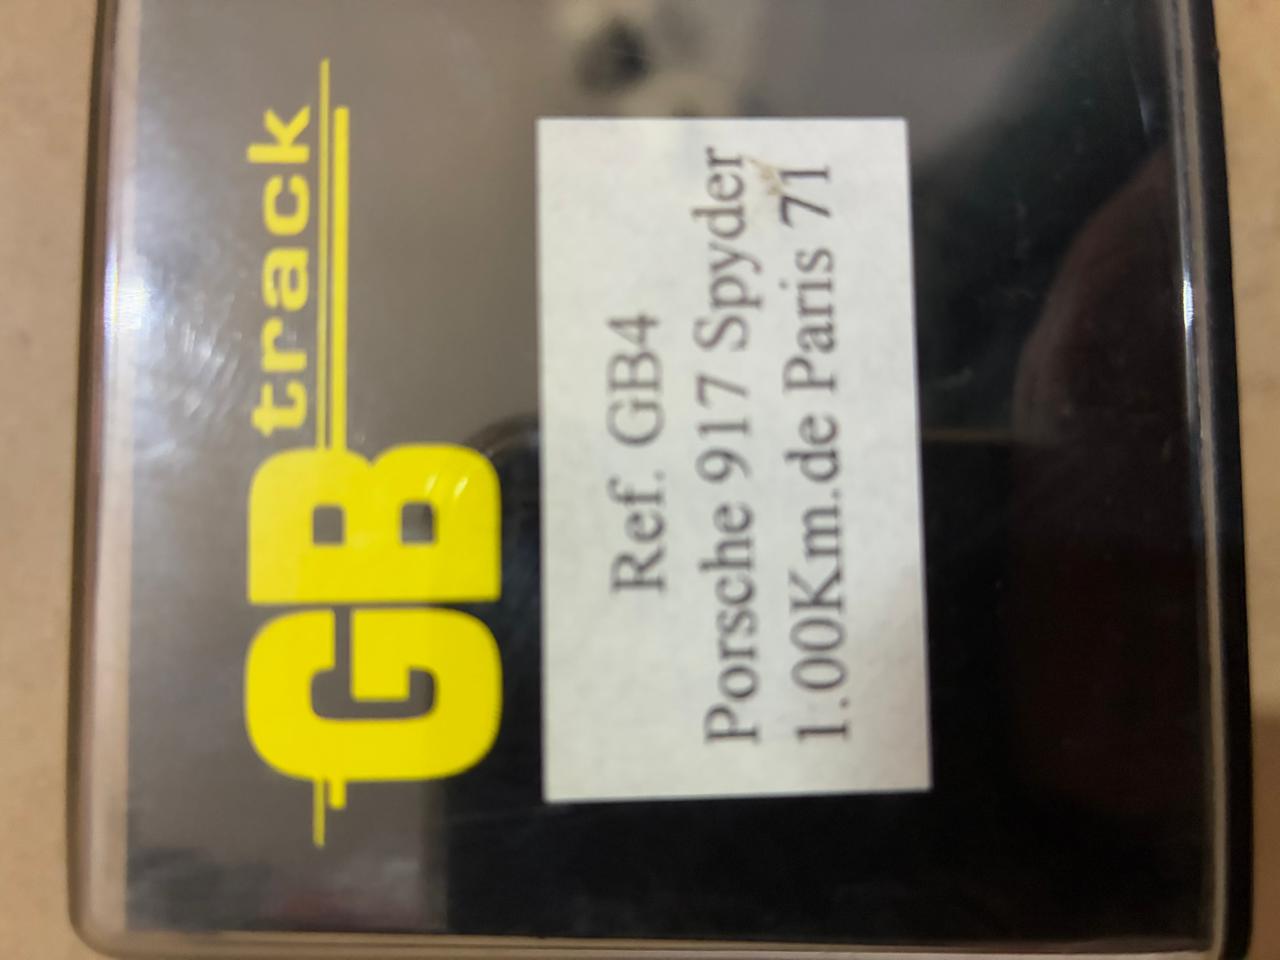 GB track
Ref. GB4
Porsche 917 Spyder
1.00Km.de Paris 71